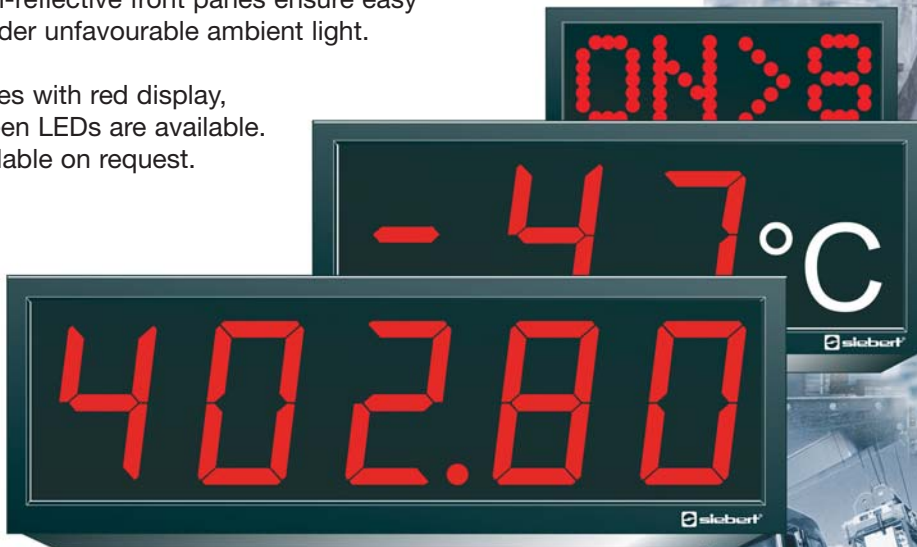 -reflective front panes ensure easy
der unfavourable ambient light.
es with red display,
een LEDs are available.
lable on request.
ON>8
-47°C
siebert
402.80
siebert